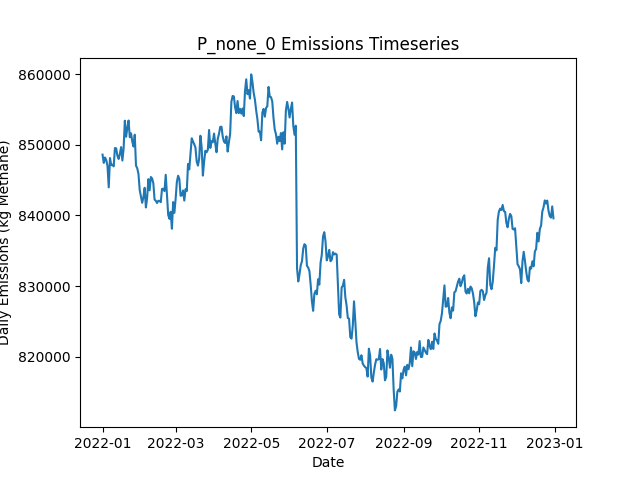 P_none_0 Emissions Timeseries
860000
850000
840000
830000
820000
Daily Emissions (kg Methane)
2022-01 2022-03 2022-05 2022-07 2022-09 2022-11 2023-01
Date